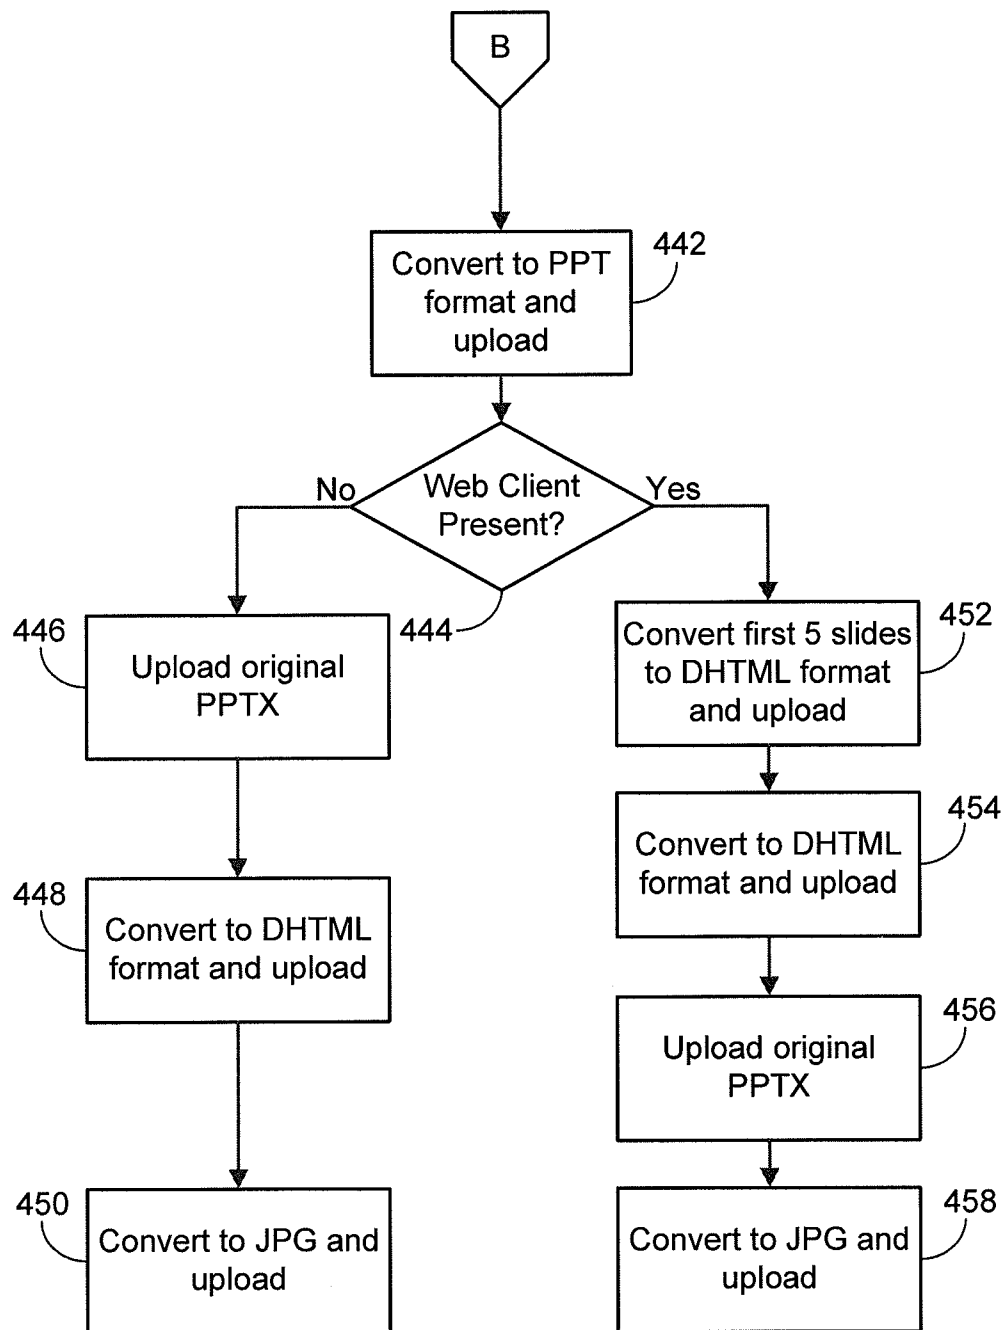 B
Convert to PPT
format and
upload
442
Web Client
Present?
No
Yes
444
446
Upload original
PPTX
452
Convert first 5 slides
to DHTML format
and upload
454
Convert to DHTML
format and upload
448
Convert to DHTML
format and upload
456
Upload original
PPTX
450
Convert to JPG and
upload
458
Convert to JPG and
upload